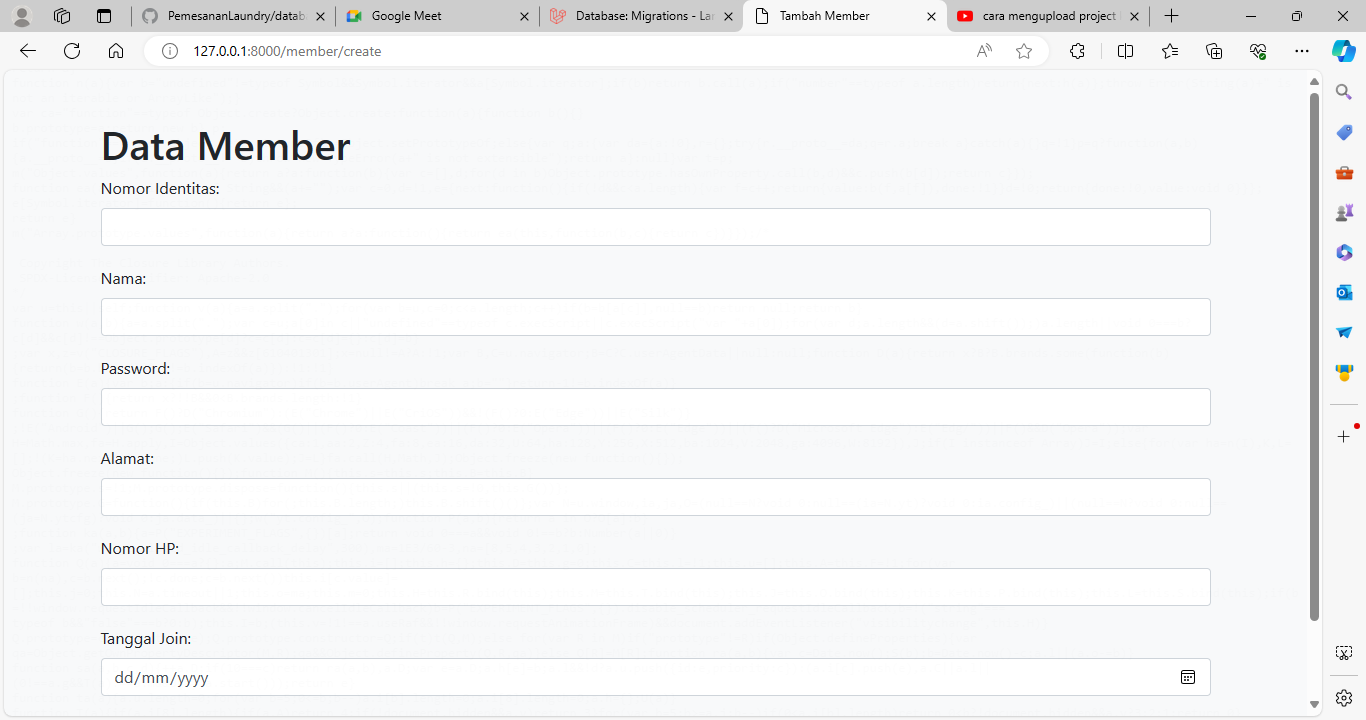 PemesananLaundry/datab
Google Meet
Database: Migrations - La
Tambah Member
cara mengupload project
127.0.0.1:8000/member/create
Data Member
Nomor Identitas:
Nama:
Password:
Alamat:
Nomor HP:
Tanggal Join:
dd/mm/yyyy